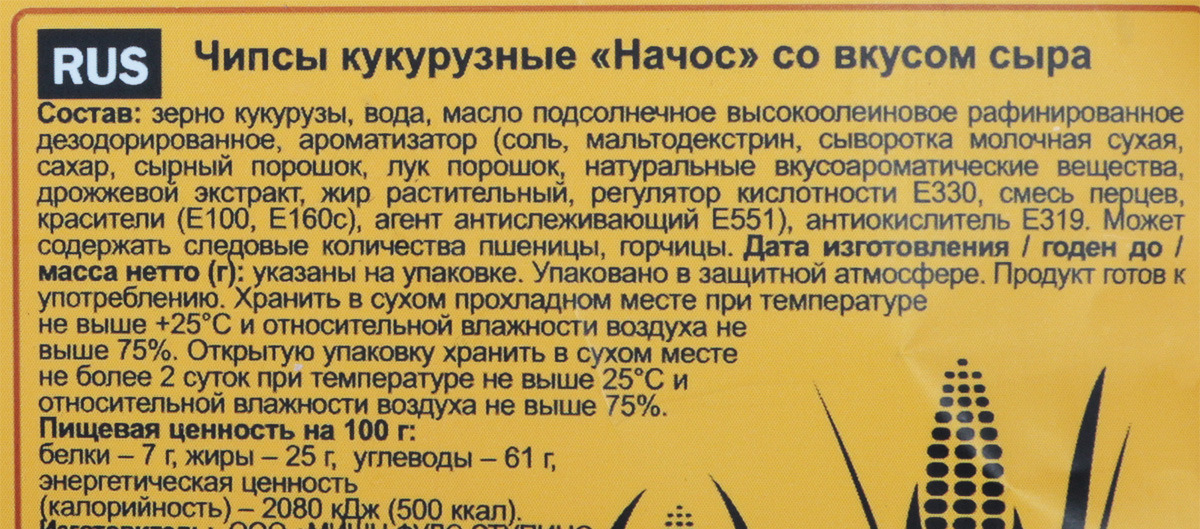 RUS Чипсы кукурузные «Начос» со вкусом сыра
Состав: зерно кукурузы, вода, масло подсолнечное высокоолеиновое рафинированное
дезодорированное, ароматизатор (соль, мальтодекстрин, сыворотка молочная сухая,
сахар, сырный порошок, лук порошок, натуральные вкусоароматические вещества,
дрожжевой экстракт, жир растительный, регулятор кислотности Е330, смесь перцев,
красители (Е100, Е160с), агент антислеживающий Е551), антиокислитель Е319. Может
содержать следовые количества пшеницы, горчицы. Дата изготовления / годен до /
масса нетто (г): указаны на упаковке. Упаковано в защитной атмосфере. Продукт готов к
употреблению. Хранить в сухом прохладном месте при температуре
не выше +25°С и относительной влажности воздуха не
выше 75%. Открытую упаковку хранить в сухом месте
не более 2 суток при температуре не выше 25°С и
относительной влажности воздуха не выше 75%.
Пищевая ценность на 100 г:
белки – 7 г, жиры – 25 г, углеводы – 61 г,
энергетическая ценность
(калорийность) – 2080 кДж (500 ккал).
Изготовитель: ООО «МИШН ФУДС СТУПИНО